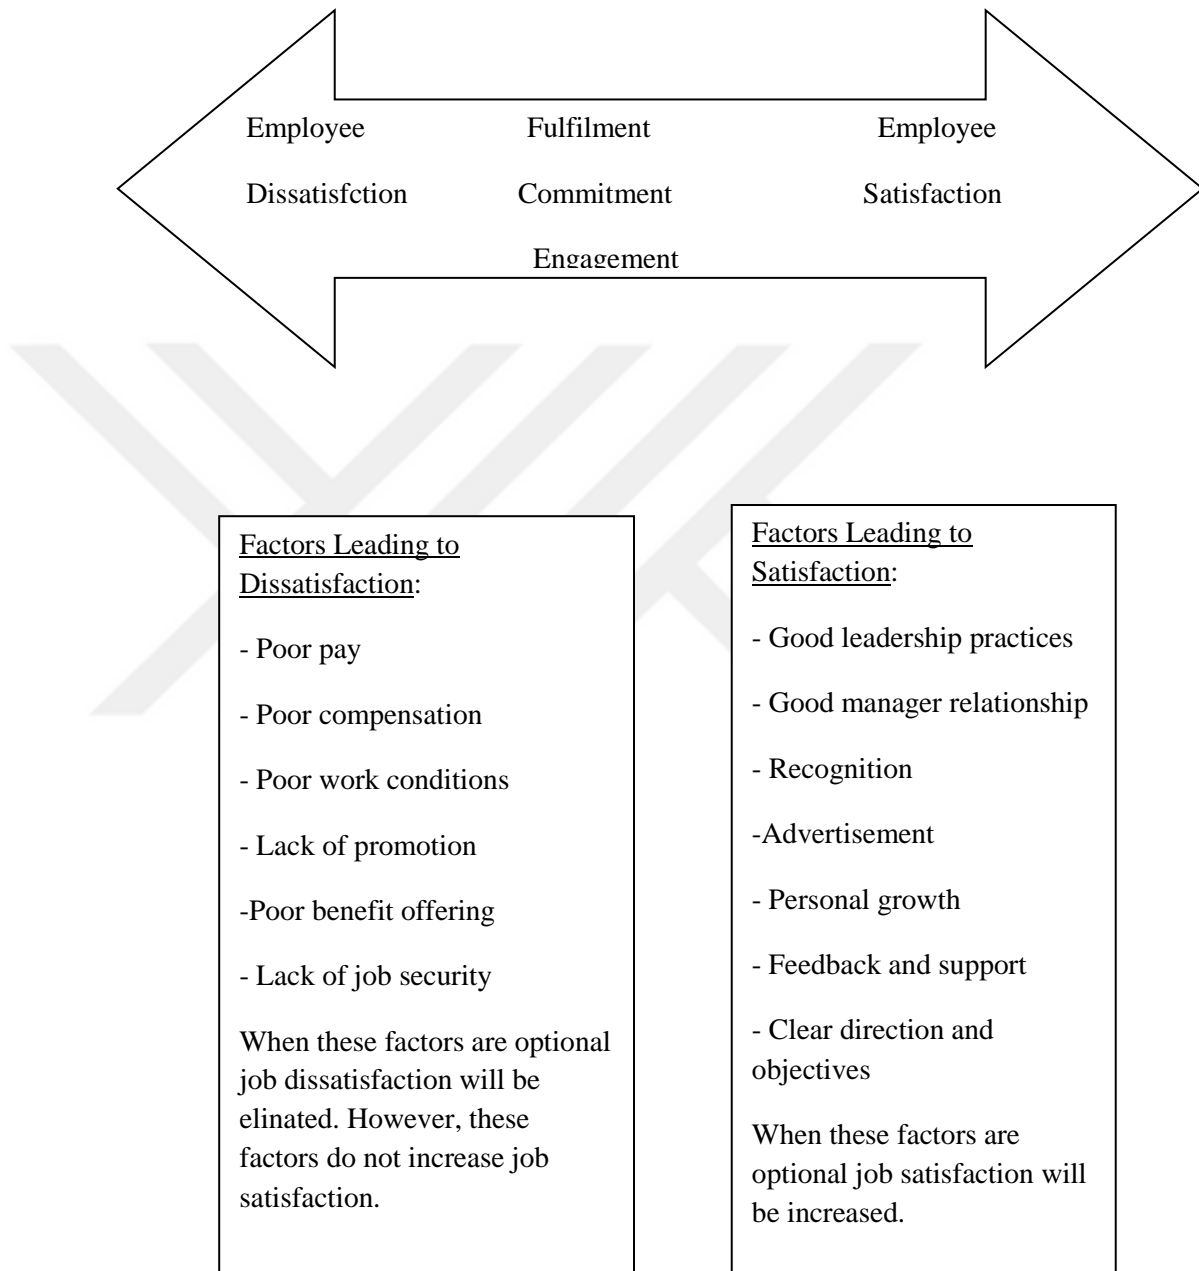 Employee Fulfilment Employee
Dissatisfction Commitment Satisfaction
Engagement
Factors Leading to
Dissatisfaction:
- Poor pay
- Poor compensation
- Poor work conditions
- Lack of promotion
-Poor benefit offering
- Lack of job security
When these factors are optional
job dissatisfaction will be
elinated. However, these
factors do not increase job
satisfaction.
Factors Leading to
Satisfaction:
- Good leadership practices
- Good manager relationship
- Recognition
-Advertisement
- Personal growth
- Feedback and support
- Clear direction and
objectives
When these factors are
optional job satisfaction will
be increased.